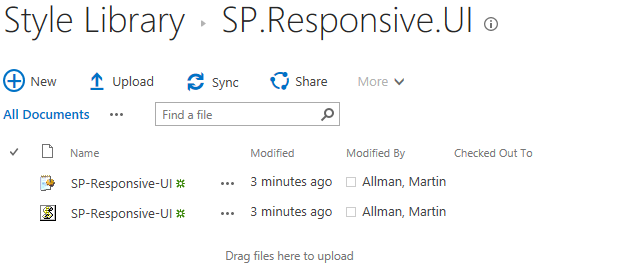 Style Library ▸ SP.Responsive.UI
New Upload Sync Share More
All Documents ••• Find a file
Name Modified Modified By Checked Out To
SP-Responsive-UI ••• 3 minutes ago Allman, Martin
SP-Responsive-UI ••• 3 minutes ago Allman, Martin
Drag files here to upload